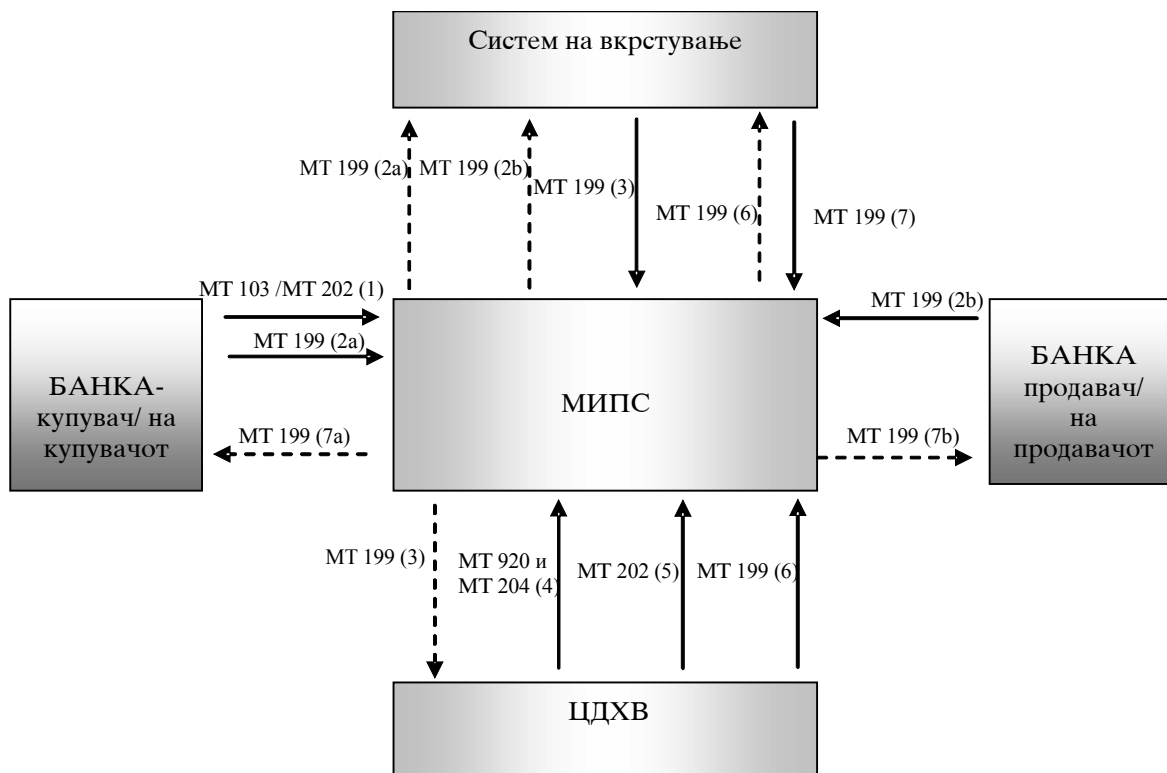 Систем на вкрстување
МТ 199 (2а)
МТ 199 (2b)
МТ 199 (3)
МТ 199 (6)
МТ 199 (7)
МТ 103 /МТ 202 (1)
МТ 199 (2а)
МТ 199 (2b)
БАНКА-
купувач/ на
купувачот
МИПС
БАНКА
продавач/
на
продавачот
МТ 199 (7а)
МТ 199 (7b)
МТ 199 (3)
МТ 920 и
МТ 204 (4)
МТ 202 (5)
МТ 199 (6)
ЦДХВ